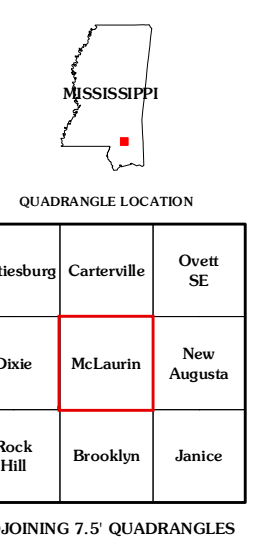 MISSISSIPPI
QUADRANGLE LOCATION
tiesburg Carterville Ovett
SE
Dixie McLaurin New
Augusta
Rock
Hill Brooklyn Janice
JOINING 7.5' QUADRANGLES